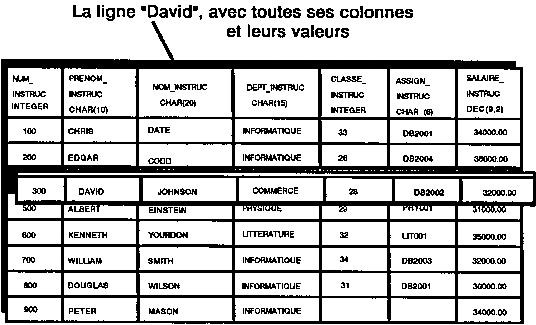 La ligne "David", avec toutes ses colonnes
et leurs valeurs
NUM_ PRENOM_ NOM_INSTRUC DEPT_INSTRUC CLASSE_ ASSIGN_ SALAIRE_
INSTRUC INSTRUC CHAR(20) CHAR(15) INSTRUC INSTRUC INSTRUC
INTEGER CHAR(10) INTEGER CHAR (6) DEC(9,2)
100 CHRIS DATE INFORMATIQUE 33 DB2001 34000.00
200 EDGAR CODD INFORMATIQUE 26 DB2004 38000.00
300 DAVID JOHNSON COMMERCE 28 DB2002 32000.00
500 ALBERT EINSTEIN PHYSIQUE 29 PHY001 31000.00
600 KENNETH YOURDON LITTERATURE 32 LIT001 35000.00
700 WILLIAM SMITH INFORMATIQUE 34 DB2003 32000.00
800 DOUGLAS WILSON INFORMATIQUE 31 DB2001 36000.00
900 PETER MASON INFORMATIQUE 34000.00